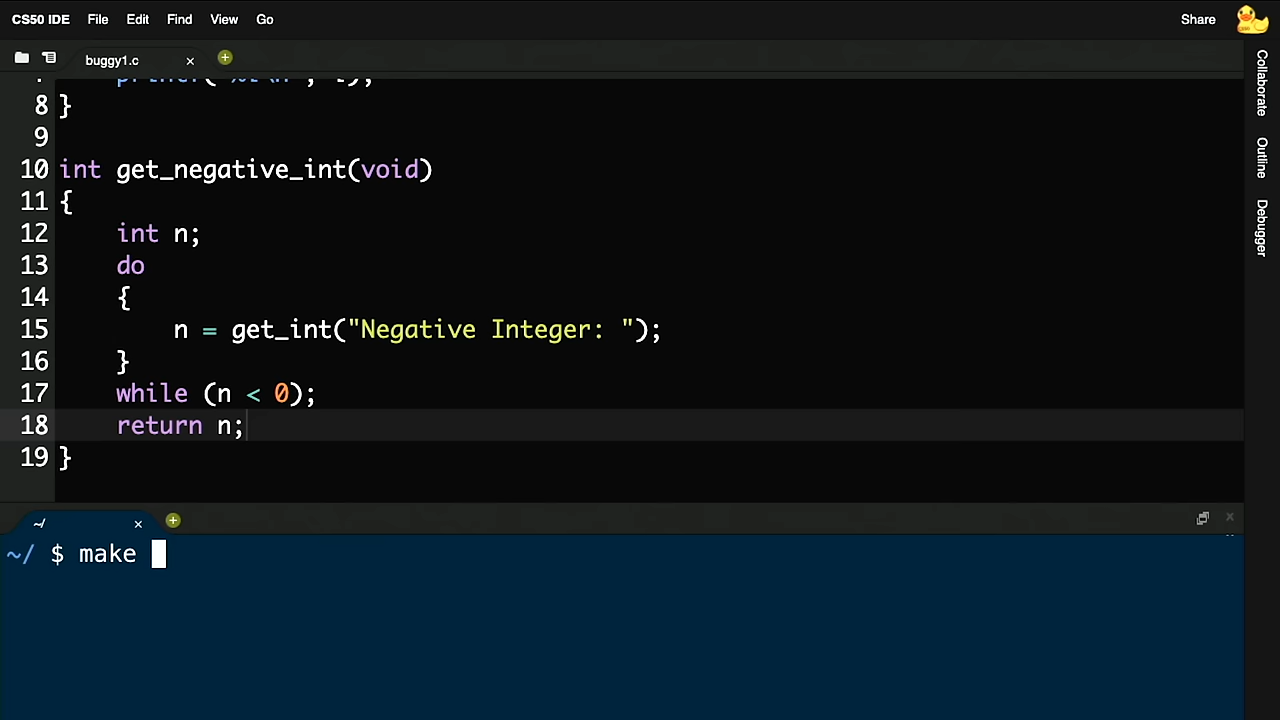 CS50 IDE File Edit Find View Go Share
buggy1.c
8 }
9
10 int get_negative_int(void)
11 {
12 int n;
13 do
14 {
15 n = get_int("Negative Integer: ");
16 }
17 while (n < 0);
18 return n;
19 }
~/
~/ $ make
Collaborate
Outline
Debugger